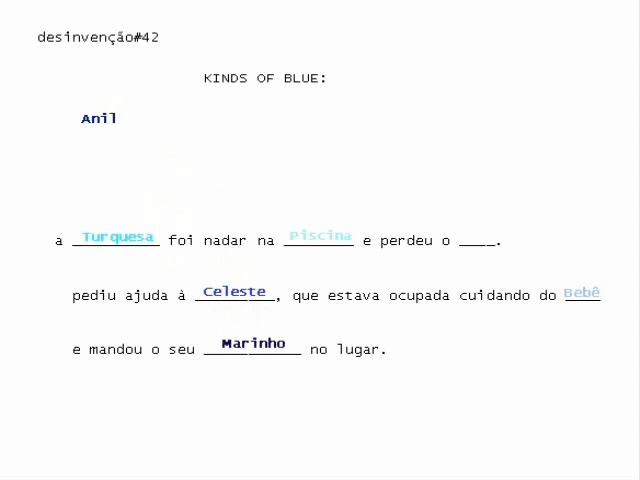 desinvenção#42
KINDS OF BLUE:
Anil
a Turquesa foi nadar na Piscina e perdeu o ____.
pediu ajuda à Celeste, que estava ocupada cuidando do Bebê
e mandou o seu Marinho no lugar.